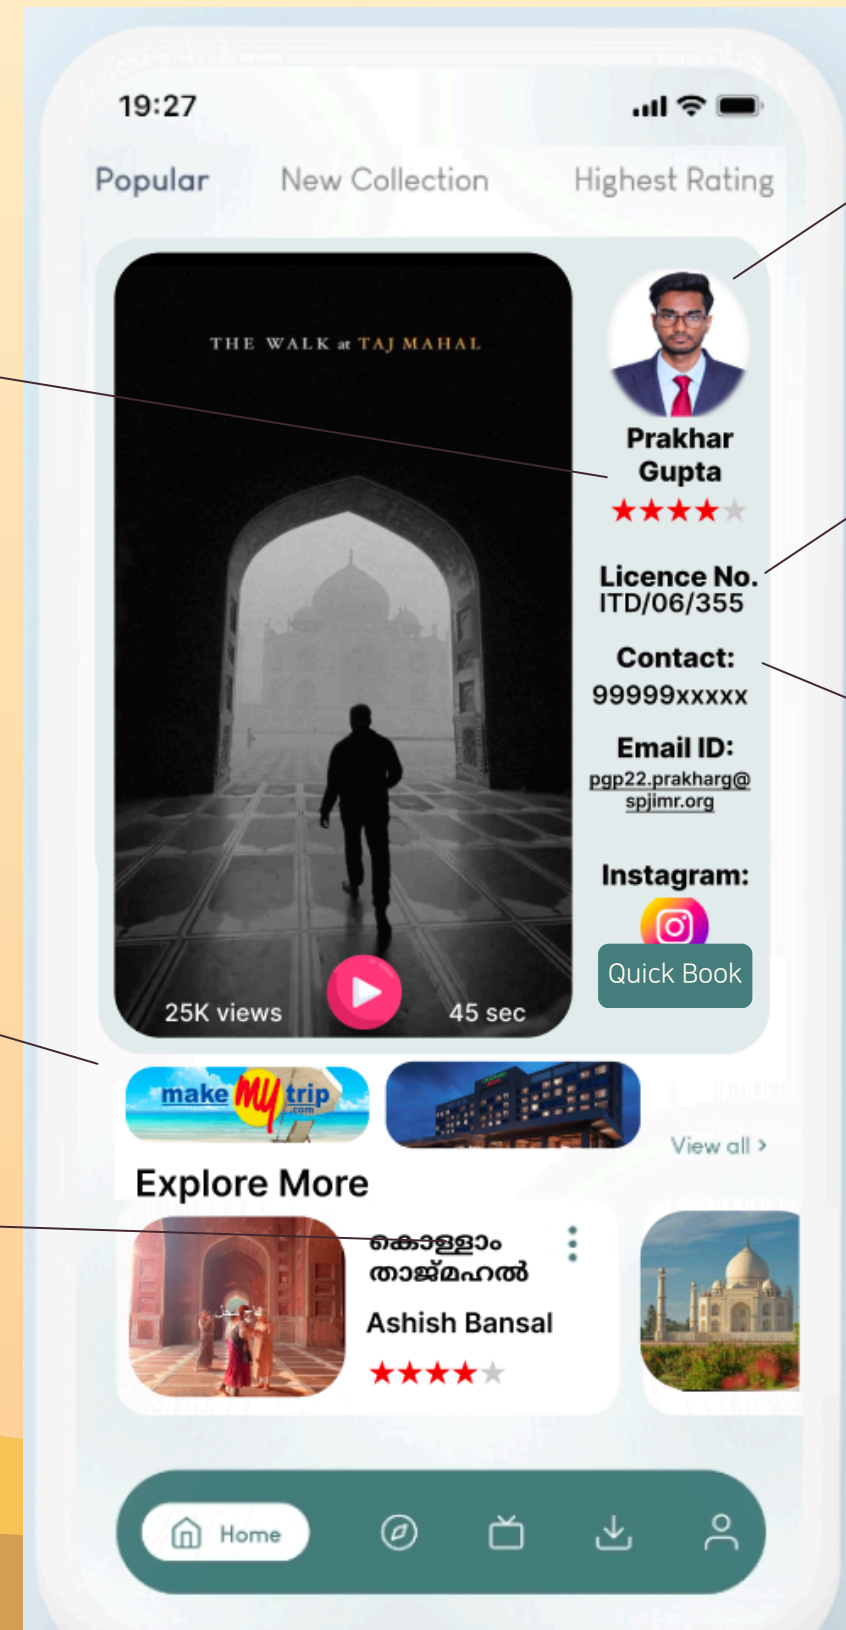 19:27
Popular
New Collection
Highest Rating
THE WALK at TAJ MAHAL
25K views
45 sec
Prakhar
Gupta
Licence No.
ITD/06/355
Contact:
99999xxxxx
Email ID:
pgp22.prakharg@
spjimr.org
Instagram:
Quick Book
make my trip
.com
View all >
Explore More
കൊള്ളാം
താജ്മഹൽ
Ashish Bansal
Home